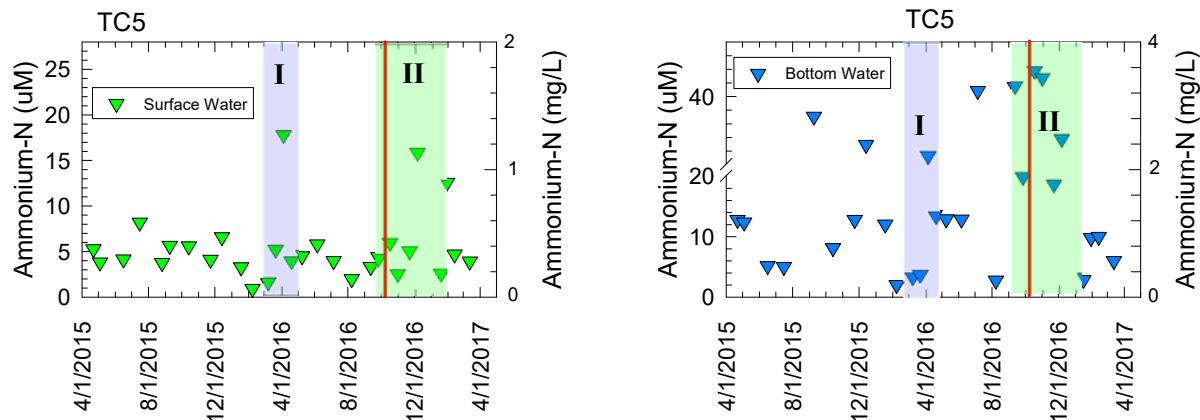 TC5
Ammonium-N (uM)
25
20
15
10
5
0
Surface Water
I
II
2
1
0
Ammonium-N (mg/L)
4/1/2015
8/1/2015
12/1/2015
4/1/2016
8/1/2016
12/1/2016
4/1/2017
TC5
Ammonium-N (uM)
40
20
10
0
Bottom Water
I
II
4
2
0
Ammonium-N (mg/L)
4/1/2015
8/1/2015
12/1/2015
4/1/2016
8/1/2016
12/1/2016
4/1/2017